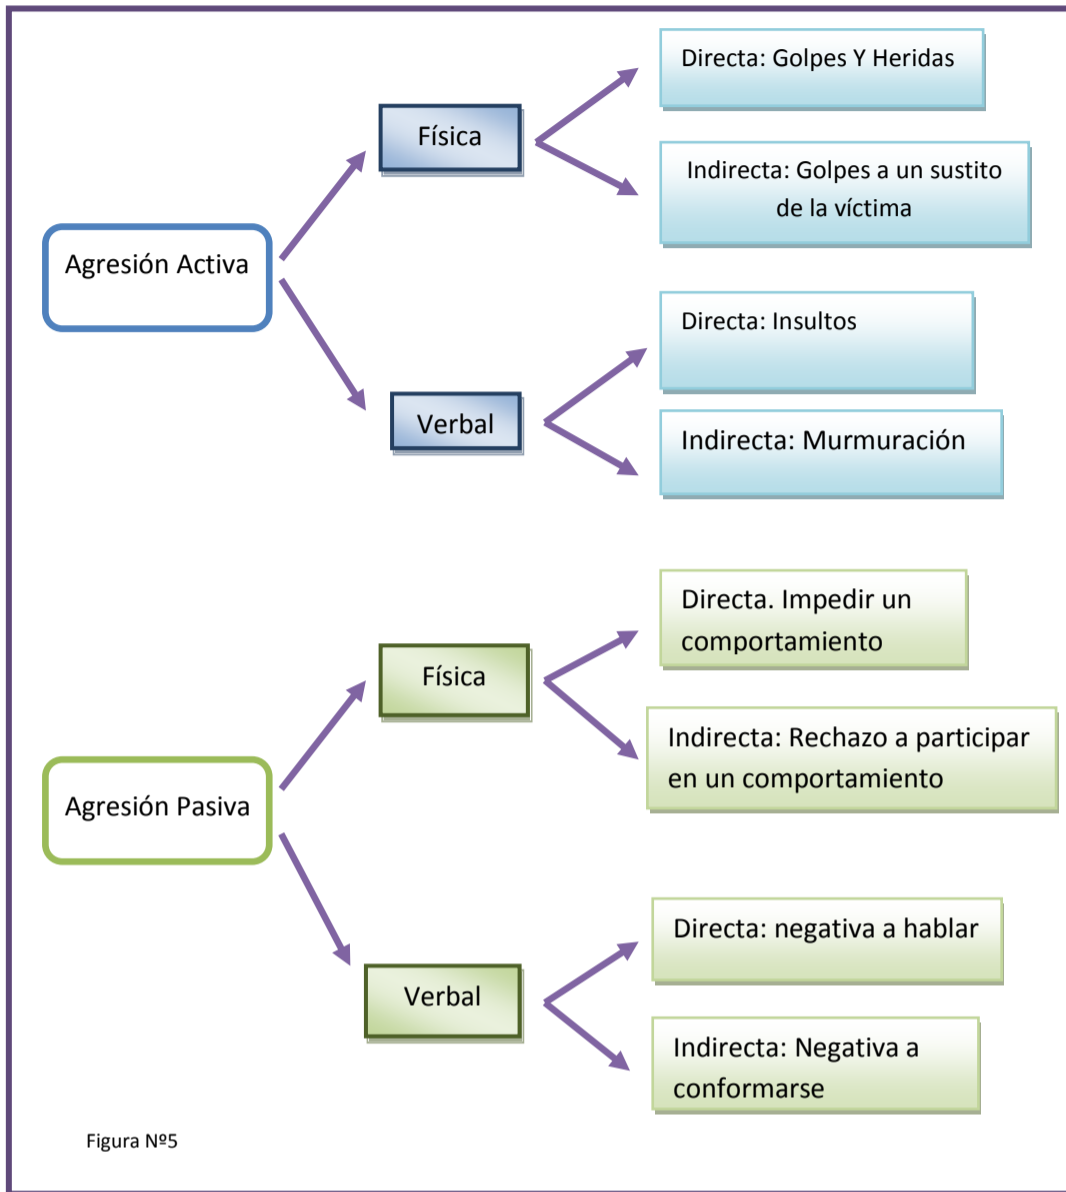 Agresión Activa
Física
Directa: Golpes Y Heridas
Indirecta: Golpes a un sustito
de la víctima
Verbal
Directa: Insultos
Indirecta: Murmuración
Agresión Pasiva
Física
Directa. Impedir un
comportamiento
Indirecta: Rechazo a participar
en un comportamiento
Verbal
Directa: negativa a hablar
Indirecta: Negativa a
conformarse
Figura Nº5